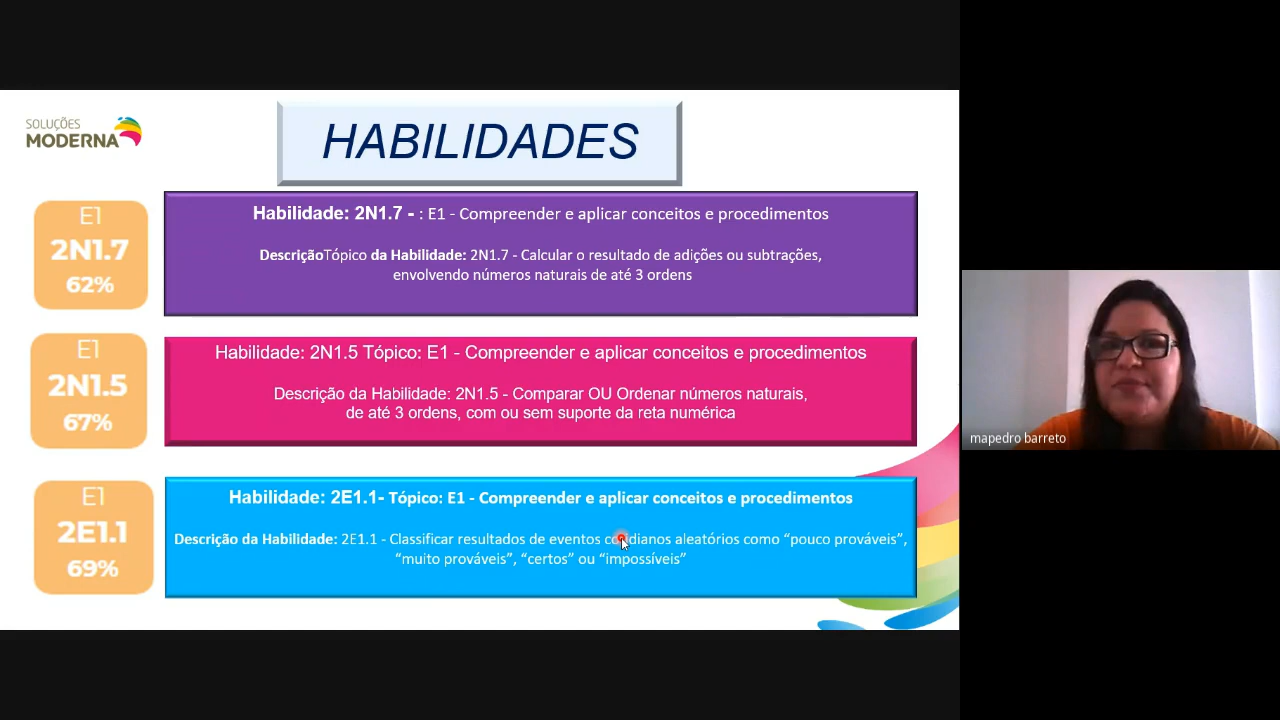 SOLUÇÕES
MODERNA
HABILIDADES
E1
2N1.7
62%
Habilidade: 2N1.7 - : E1 - Compreender e aplicar conceitos e procedimentos
DescriçãoTópico da Habilidade: 2N1.7 - Calcular o resultado de adições ou subtrações,
envolvendo números naturais de até 3 ordens
E1
2N1.5
67%
Habilidade: 2N1.5 Tópico: E1 - Compreender e aplicar conceitos e procedimentos
Descrição da Habilidade: 2N1.5 - Comparar OU Ordenar números naturais,
de até 3 ordens, com ou sem suporte da reta numérica
E1
2E1.1
69%
Habilidade: 2E1.1- Tópico: E1 - Compreender e aplicar conceitos e procedimentos
Descrição da Habilidade: 2E1.1 - Classificar resultados de eventos cotidianos aleatórios como “pouco prováveis”,
“muito prováveis”, “certos” ou “impossíveis”
mapedro barreto